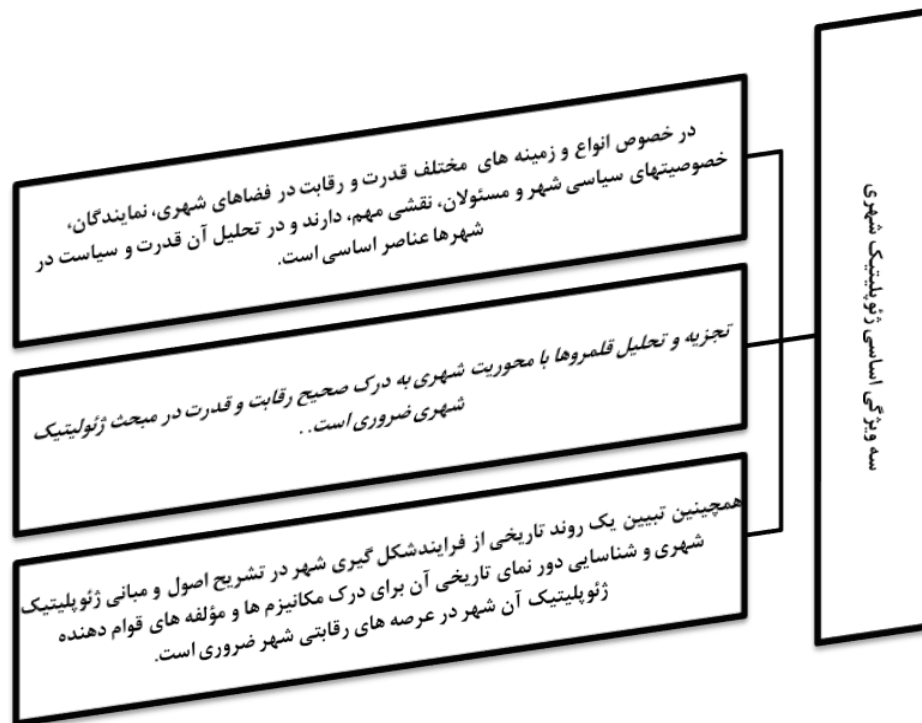 سه ویژگی اساسی ژئوپلیتیک شهری
در خصوص انواع و زمینه های مختلف قدرت و رقابت در فضاهای شهری، نمایندگان،
خصوصیتهای سیاسی شهر و مسئولان، نقشی مهم، دارند و در تحلیل آن قدرت و سیاست در
شهرها عناصر اساسی است.
تجزیه و تحلیل قلمروها با محوریت شهری به درک صحیح رقابت و قدرت در مبحث ژئولیتیک
شهری ضروری است. .
همچینین تبیین یک روند تاریخی از فرایندشکل گیری شهر در تشریح اصول و مبانی ژئوپلیتیک
شهری و شناسایی دور نمای تاریخی آن برای درک مکانیزم ها و مؤلفه های قوام دهنده
ژئوپلیتیک آن شهر در عرصه های رقابتی شهر ضروری است.